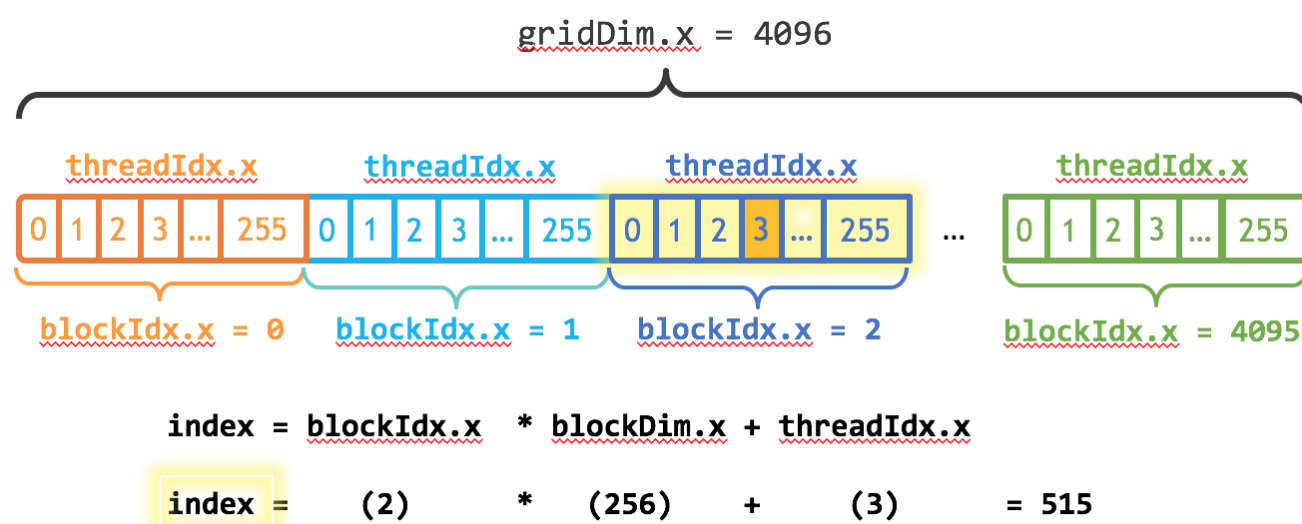 gridDim.x = 4096
threadIdx.x threadIdx.x threadIdx.x threadIdx.x
0 1 2 3 ... 255 0 1 2 3 ... 255 0 1 2 3 ... 255 ... 0 1 2 3 ... 255
blockIdx.x = 0 blockIdx.x = 1 blockIdx.x = 2 blockIdx.x = 4095
index = blockIdx.x * blockDim.x + threadIdx.x
index = (2) * (256) + (3) = 515